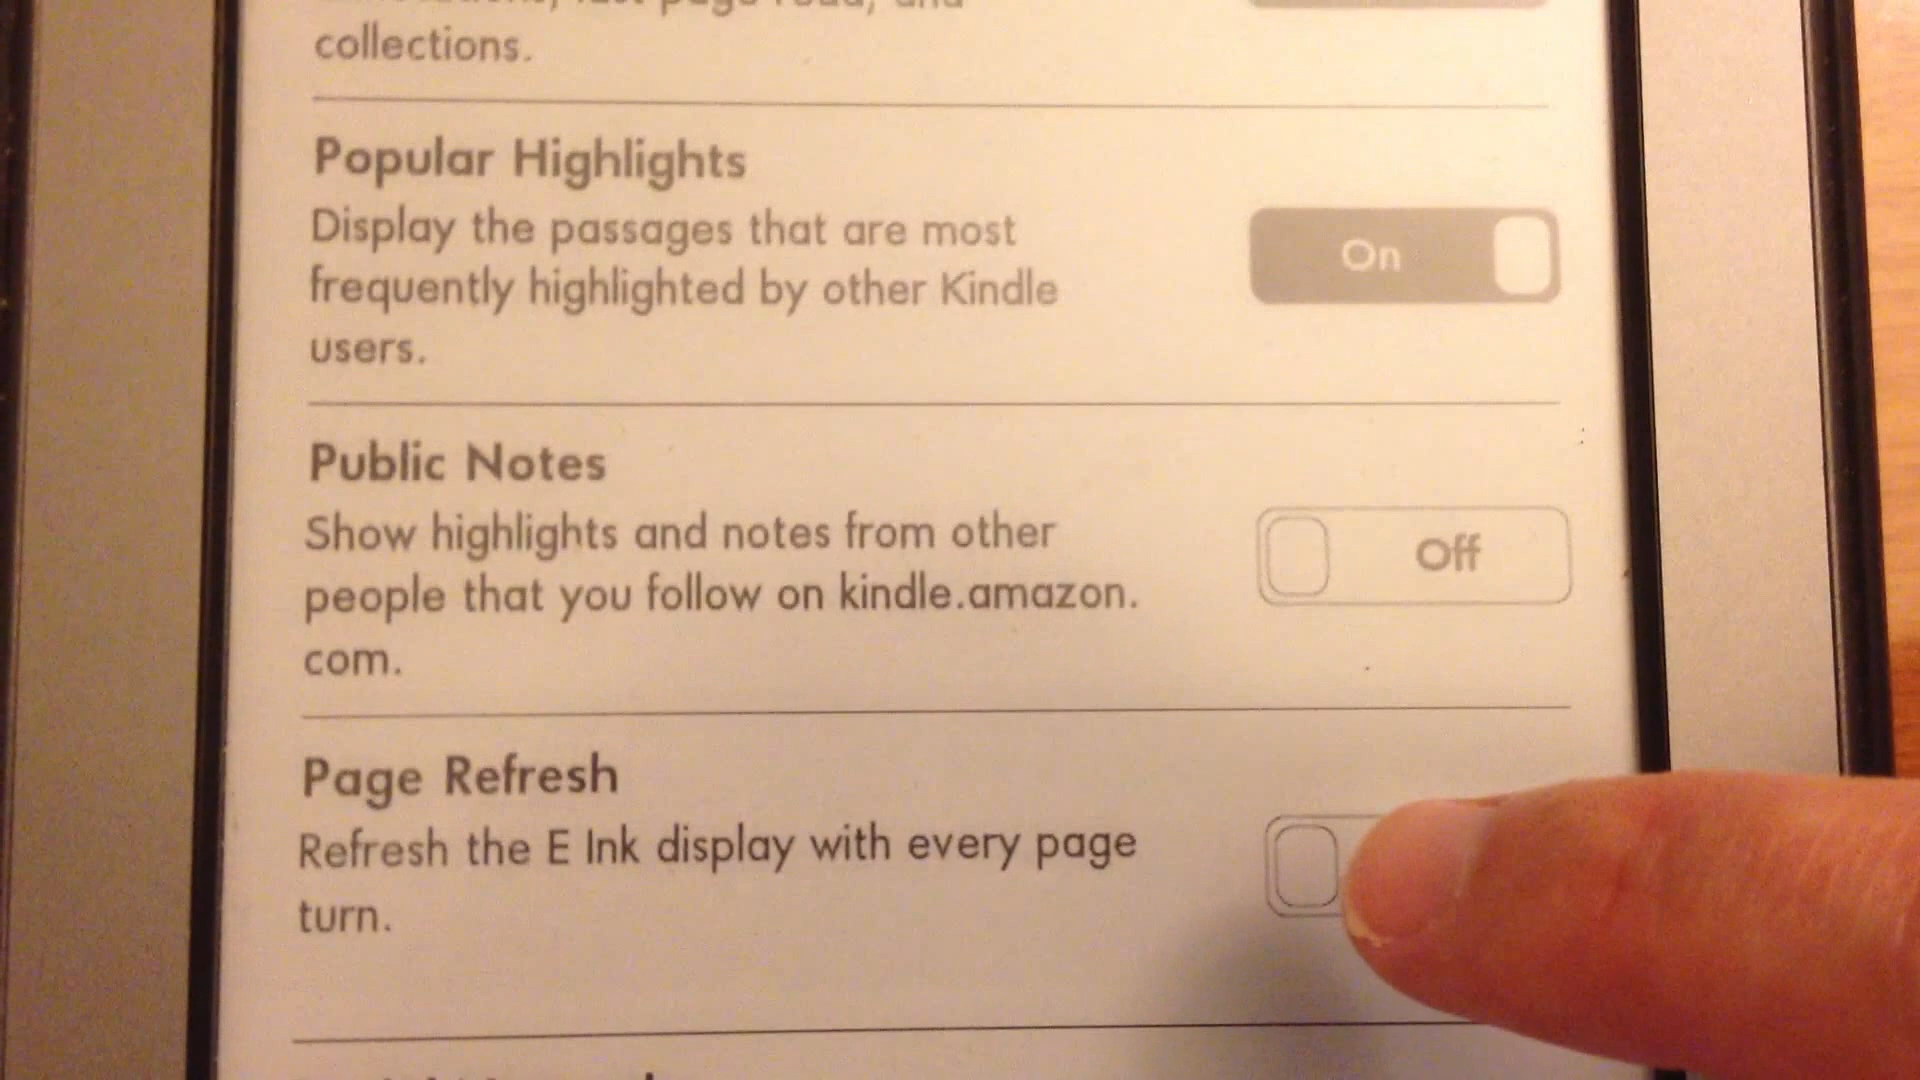 collections.
Popular Highlights
Display the passages that are most
frequently highlighted by other Kindle
users.
On
Public Notes
Show highlights and notes from other
people that you follow on kindle.amazon.
com.
Off
Page Refresh
Refresh the E Ink display with every page
turn.